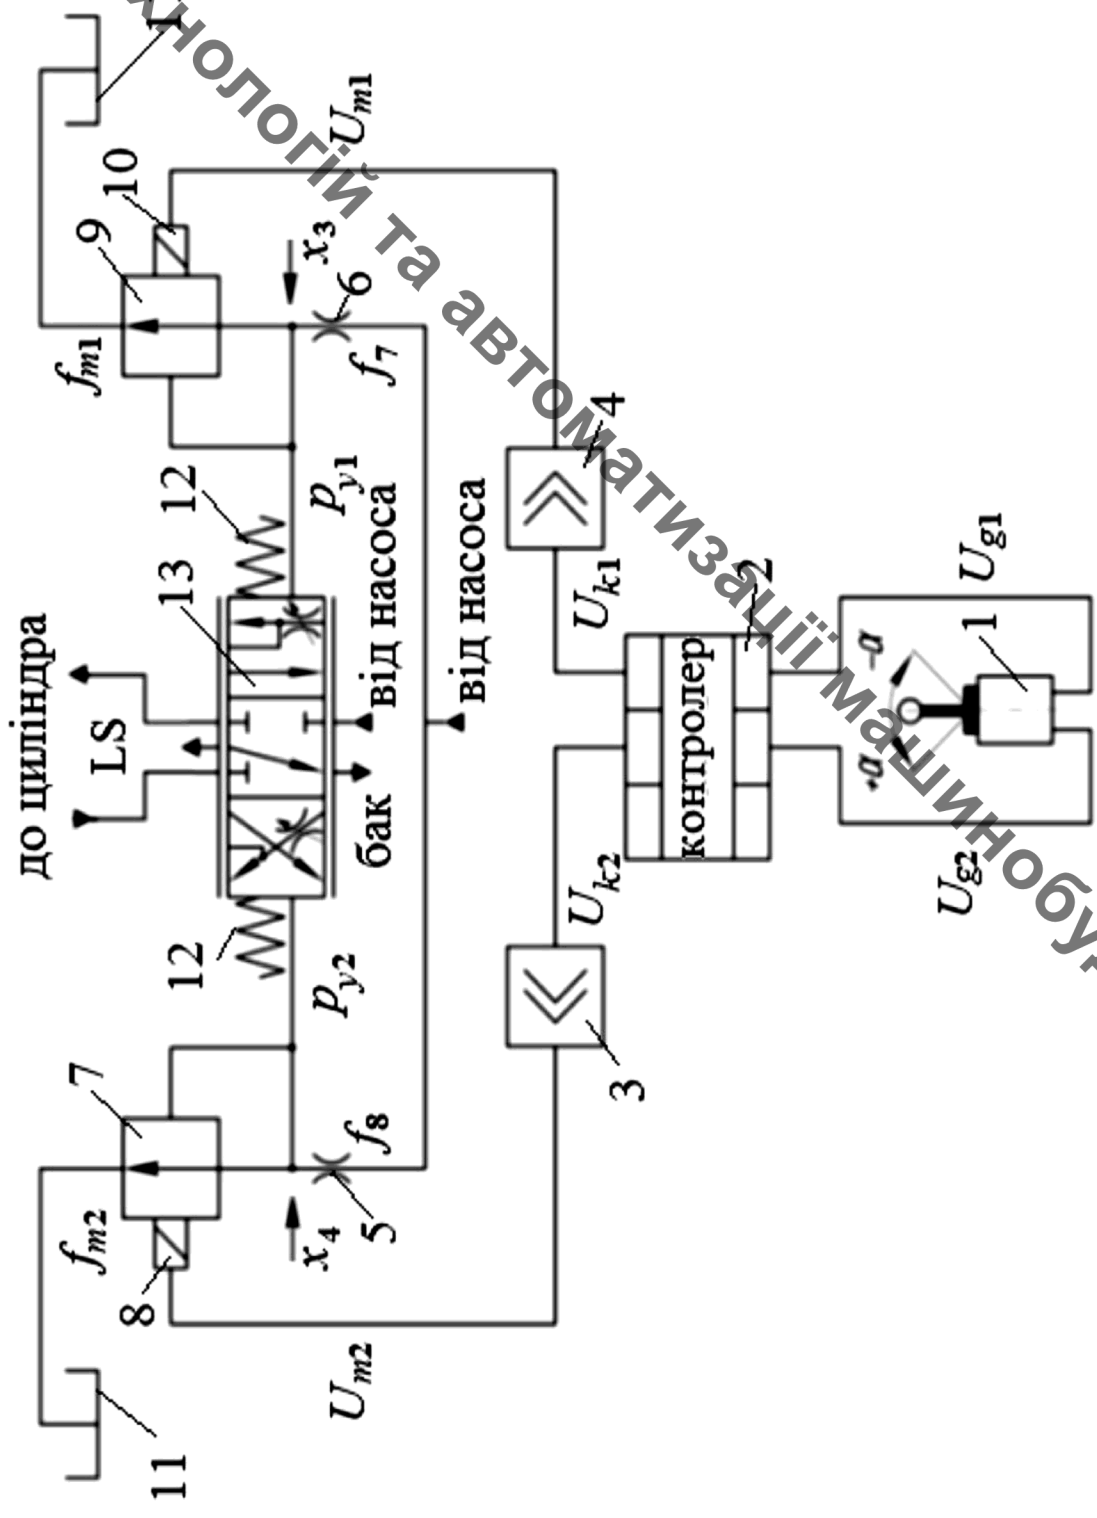 до циліндра
LS
11
7
12
13
12
9
10
1
f_m2
8
f_m1
x_4
5
f_8
p_y2
бак
від насоса
p_y1
f_7
6
x_3
U_m2
U_m1
від насоса
3
U_k2
U_k1
4
контролер
2
+a
-a
U_g2
1
U_g1
нологій та автоматизації машинобу